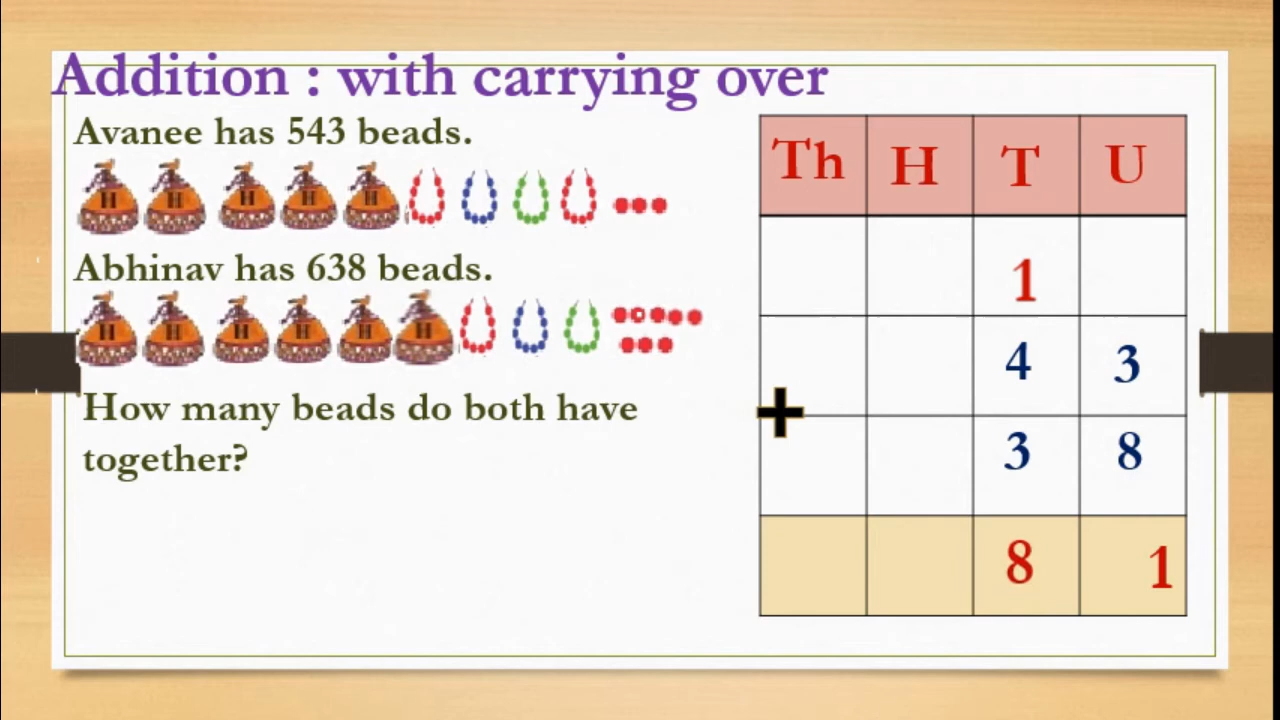 Addition : with carrying over
Avanee has 543 beads.
H H H H H
Abhinav has 638 beads.
H H H H H H
How many beads do both have
together?
Th H T U
1
4 3
+
3 8
8 1